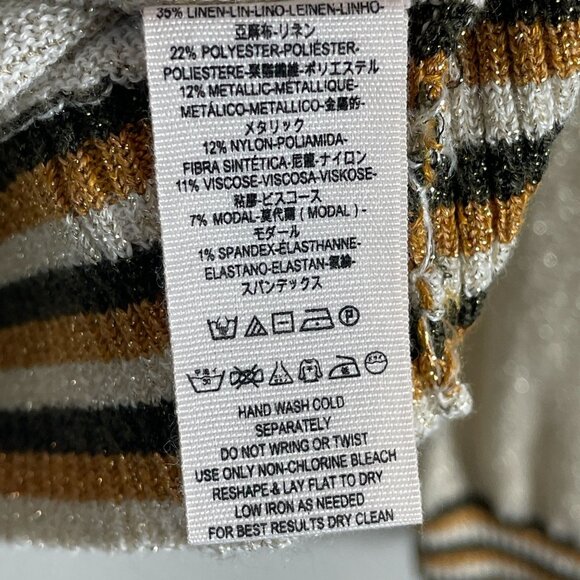 35% LINEN-LIN-LINO-LEINEN-LINHO-
亞麻布-リネン
22% POLYESTER-POLIÉSTER-
POLIESTERE-聚酯纖維-ポリエステル
12% METALLIC-MÉTALLIQUE-
METÁLICO-METALLICO-金屬的-
メタリック
12% NYLON-POLIAMIDA-
FIBRA SINTÉTICA-尼龍-ナイロン
11% VISCOSE-VISCOSA-VISKOSE-
粘膠-ビスコース
7% MODAL-莫代爾 ( MODAL ) -
モダール
1% SPANDEX-ÉLASTHANNE-
ELASTANO-ELASTAN-氨綸-
スパンデックス
P
30
HAND WASH COLD
SEPARATELY
DO NOT WRING OR TWIST
USE ONLY NON-CHLORINE BLEACH
RESHAPE & LAY FLAT TO DRY
LOW IRON AS NEEDED
FOR BEST RESULTS DRY CLEAN